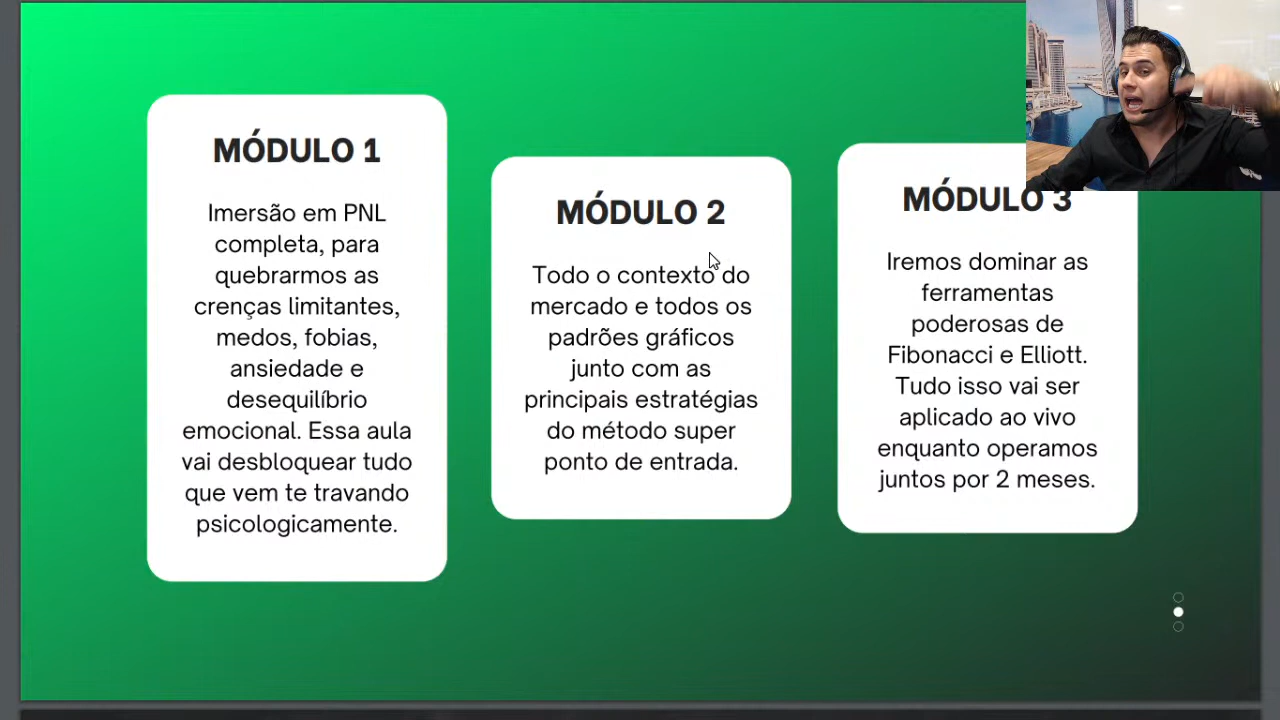 MÓDULO 1
Imersão em PNL
completa, para
quebrarmos as
crenças limitantes,
medos, fobias,
ansiedade e
desequilíbrio
emocional. Essa aula
vai desbloquear tudo
que vem te travando
psicologicamente.
MÓDULO 2
Todo o contexto do
mercado e todos os
padrões gráficos
junto com as
principais estratégias
do método super
ponto de entrada.
MÓDULO 3
Iremos dominar as
ferramentas
poderosas de
Fibonacci e Elliott.
Tudo isso vai ser
aplicado ao vivo
enquanto operamos
juntos por 2 meses.